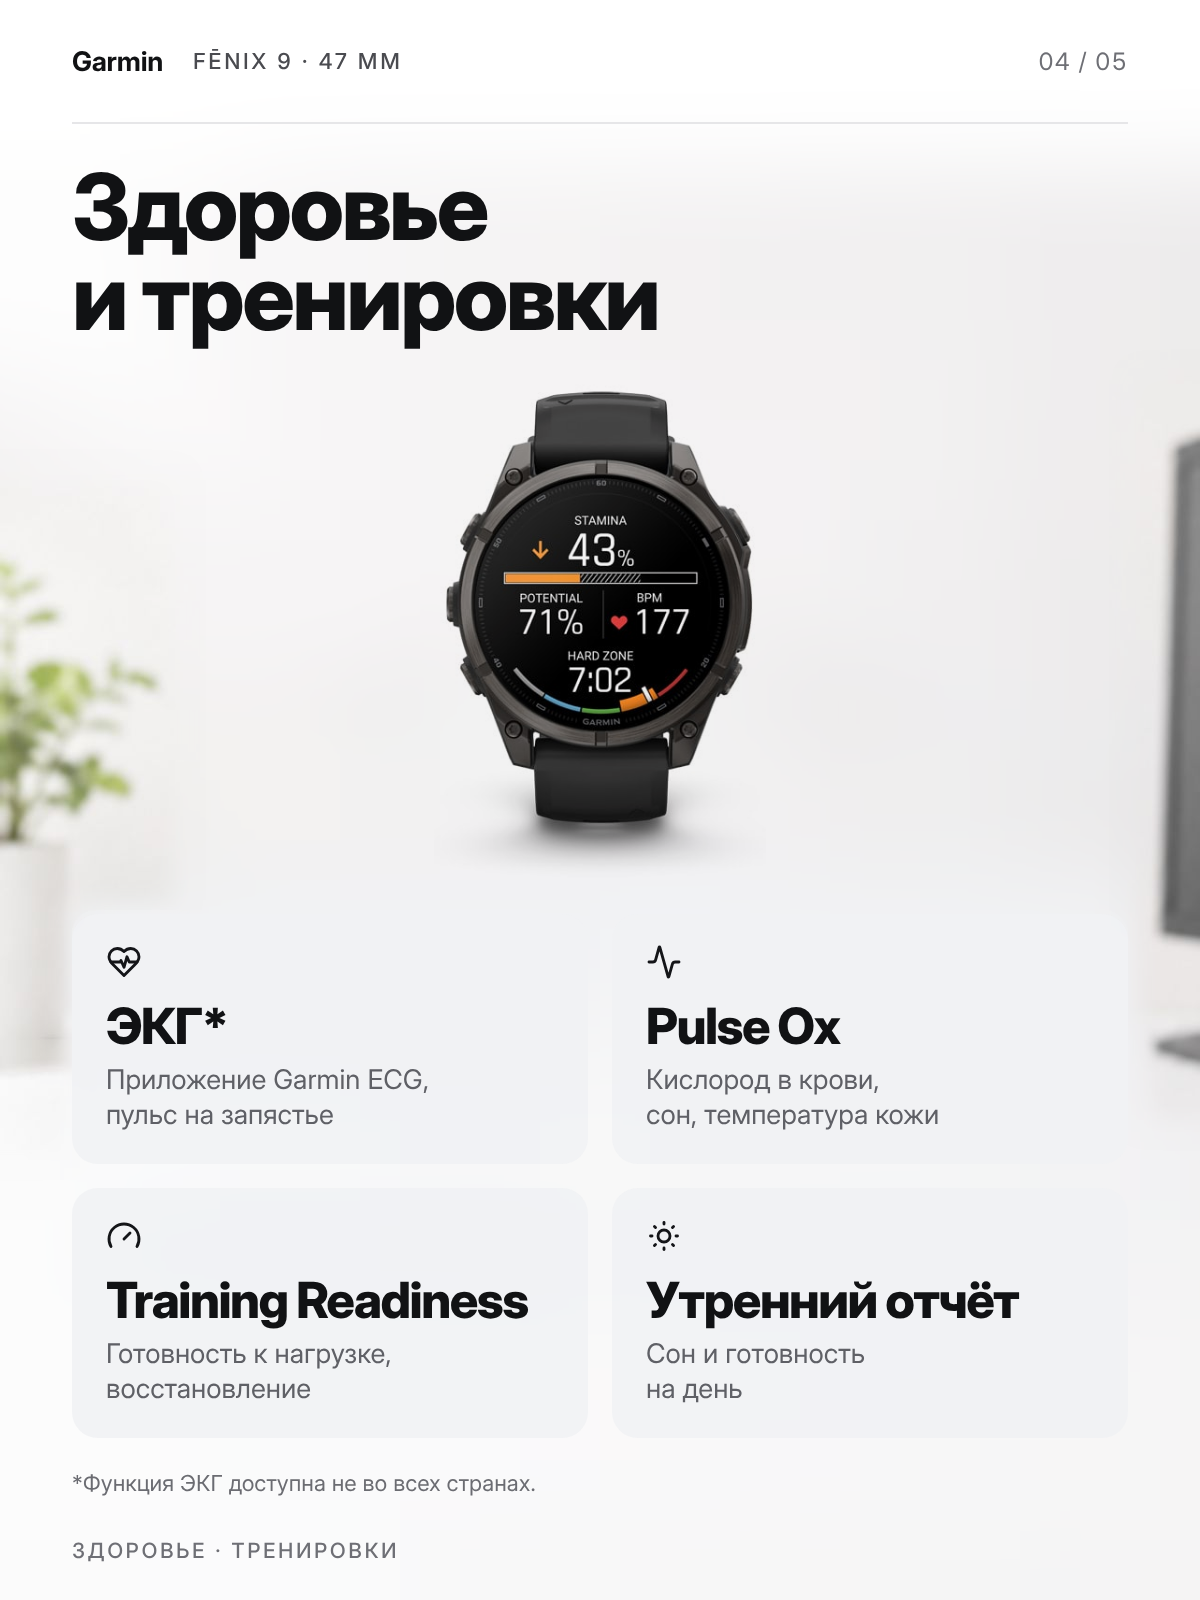 Garmin FĒNIX 9 · 47 MM 04 / 05
Здоровье
и тренировки
60
STAMINA
43%
POTENTIAL BPM
71% 177
HARD ZONE
7:02
GARMIN
ЭКГ*
Приложение Garmin ECG,
пульс на запястье
Pulse Ox
Кислород в крови,
сон, температура кожи
Training Readiness
Готовность к нагрузке,
восстановление
Утренний отчёт
Сон и готовность
на день
*Функция ЭКГ доступна не во всех странах.
ЗДОРОВЬЕ · ТРЕНИРОВКИ